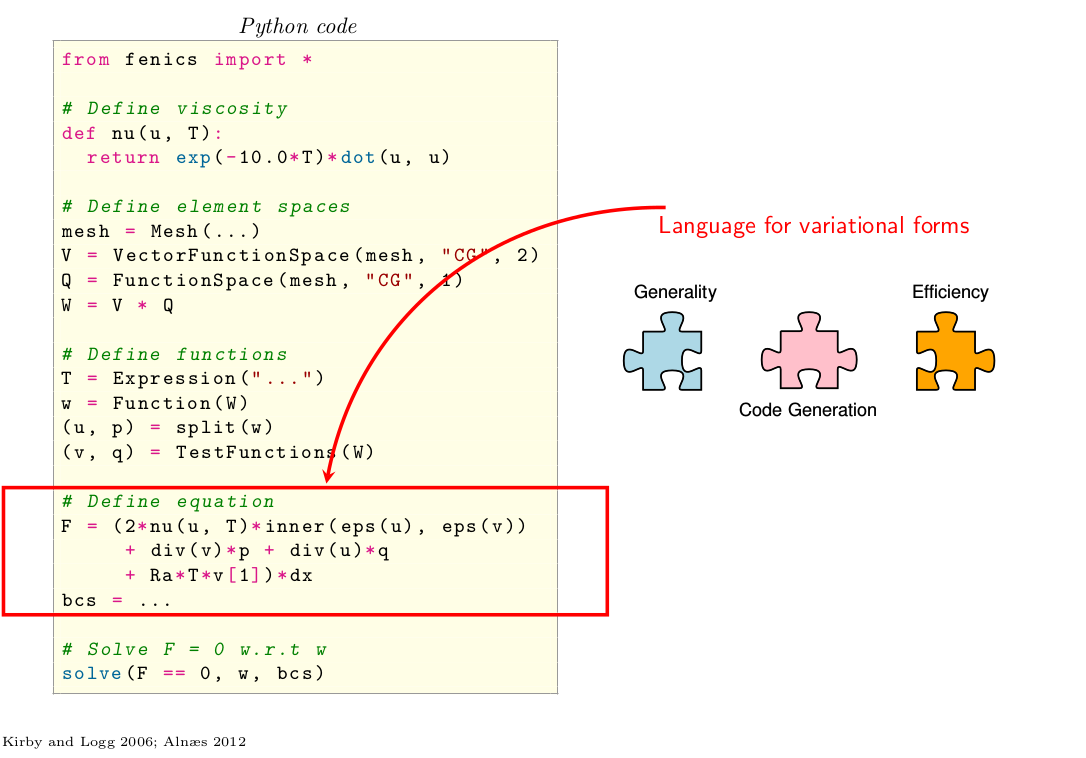 Python code
from fenics import *
# Define viscosity
def nu(u, T):
  return exp(-10.0*T)*dot(u, u)
# Define element spaces
mesh = Mesh(...)
V = VectorFunctionSpace(mesh, "CG", 2)
Q = FunctionSpace(mesh, "CG", 1)
W = V * Q
# Define functions
T = Expression("...")
w = Function(W)
(u, p) = split(w)
(v, q) = TestFunctions(W)
# Define equation
F = (2*nu(u, T)*inner(eps(u), eps(v))
     + div(v)*p + div(u)*q
     + Ra*T*v[1])*dx
bcs = ...
# Solve F = 0 w.r.t w
solve(F == 0, w, bcs)
Language for variational forms
Generality
Efficiency
Code Generation
Kirby and Logg 2006; Alnæs 2012